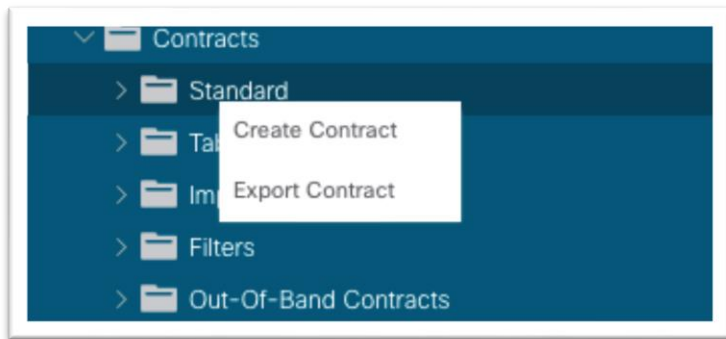 Contracts
Standard
Create Contract
Export Contract
Filters
Out-Of-Band Contracts